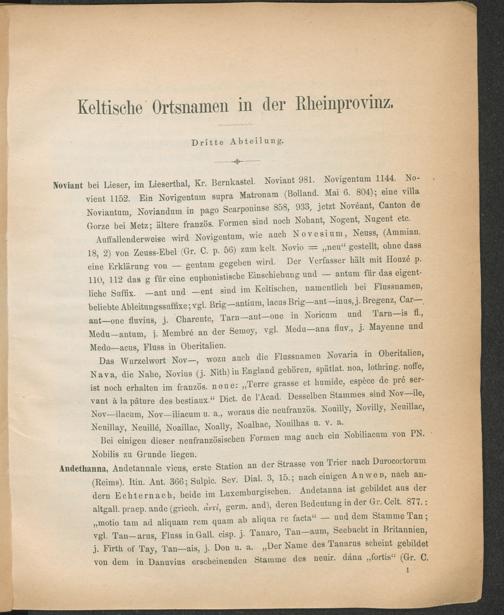 Keltische Ortsnamen in der Rheinprovinz.
Dritte Abteilung.
Noviant bei Lieser, im Lieserthal, Kr. Bernkastel. Noviant 981. Novigentum 1144. No-
vient 1152. Ein Novigentum supra Matronam (Bolland. Mai 6. 804); eine villa
Noviantum, Noviandum in pago Scarponinse 858, 933, jetzt Novéant, Canton de
Gorze bei Metz; ältere französ. Formen sind noch Nohant, Nogent, Nugent etc.
Auffallenderweise wird Novigentum, wie auch Novesium, Neuss, (Ammian.
18, 2) von Zeuss-Ebel (Gr. C. p. 56) zum kelt. Novio = „neu“ gestellt, ohne dass
eine Erklärung von — gentum gegeben wird. Der Verfasser hält mit Houzé p.
110, 112 das g für eine euphonistische Einschiebung und — antum für das eigent-
liche Suffix. —ant und —ent sind im Keltischen, namentlich bei Flussnamen,
beliebte Ableitungssuffixe; vgl. Brig—antium, lacus Brig—ant—inus, j. Bregenz, Car—
ant—one fluvius, j. Charente, Tarn—ant—one in Noricum und Tarn—is fl.,
Medu—antum, j. Membré an der Semoy, vgl. Medu—ana fluv., j. Mayenne und
Medo—acus, Fluss in Oberitalien.
Das Wurzelwort Nov—, wozu auch die Flussnamen Novaria in Oberitalien,
Nava, die Nahe, Novius (j. Nith) in England gehören, spätlat. noa, lothring. noffe,
ist noch erhalten im französ. noue: „Terre grasse et humide, espèce de pré ser-
vant à la pâture des bestiaux.“ Dict. de l'Acad. Desselben Stammes sind Nov—ile,
Nov—ilacum, Nov—iliacum u. a., woraus die neufranzös. Nouilly, Novilly, Neuillac,
Neuillay, Neuillé, Noaillac, Noally, Noalhac, Nouilhas u. v. a.
Bei einigen dieser neufranzösischen Formen mag auch ein Nobiliacum von PN.
Nobilis zu Grunde liegen.
Andethanna, Andetannale vicus, erste Station an der Strasse von Trier nach Durocortorum
(Reims). Itin. Ant. 366; Sulpic. Sev. Dial. 3, 15.; nach einigen Anwen, nach an-
dern Echternach, beide im Luxemburgischen. Andetanna ist gebildet aus der
altgall. praep. ande (griech. ἀντί, germ. and), deren Bedeutung in der Gr. Celt. 877.:
„motio tam ad aliquam rem quam ab aliqua re facta“ — und dem Stamme Tan;
vgl. Tan—arus, Fluss in Gall. cisp. j. Tanaro, Tan—aum, Seebucht in Britannien,
j. Firth of Tay, Tan—ais, j. Don u. a. „Der Name des Tanarus scheint gebildet
von dem in Danuvius erscheinenden Stamme des neuir. dána „fortis“ (Gr. C.
1